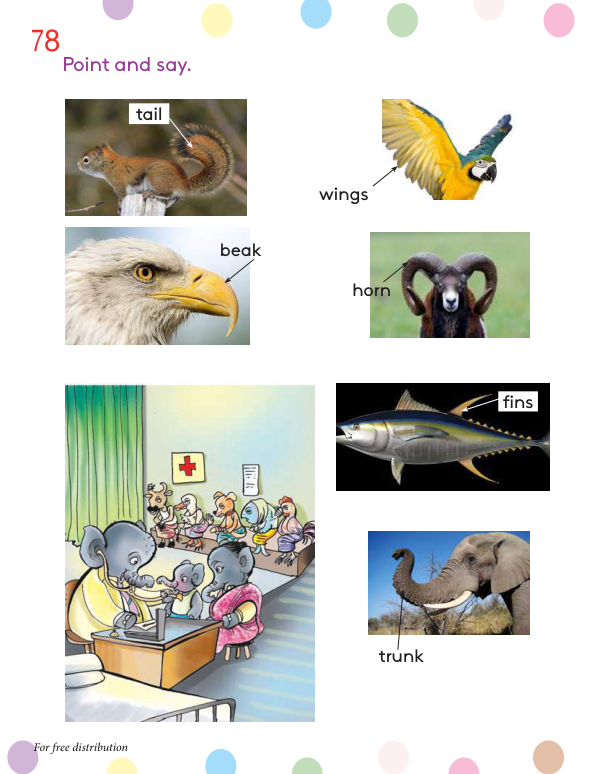 78
Point and say.
tail
wings
beak
horn
fins
trunk
For free distribution